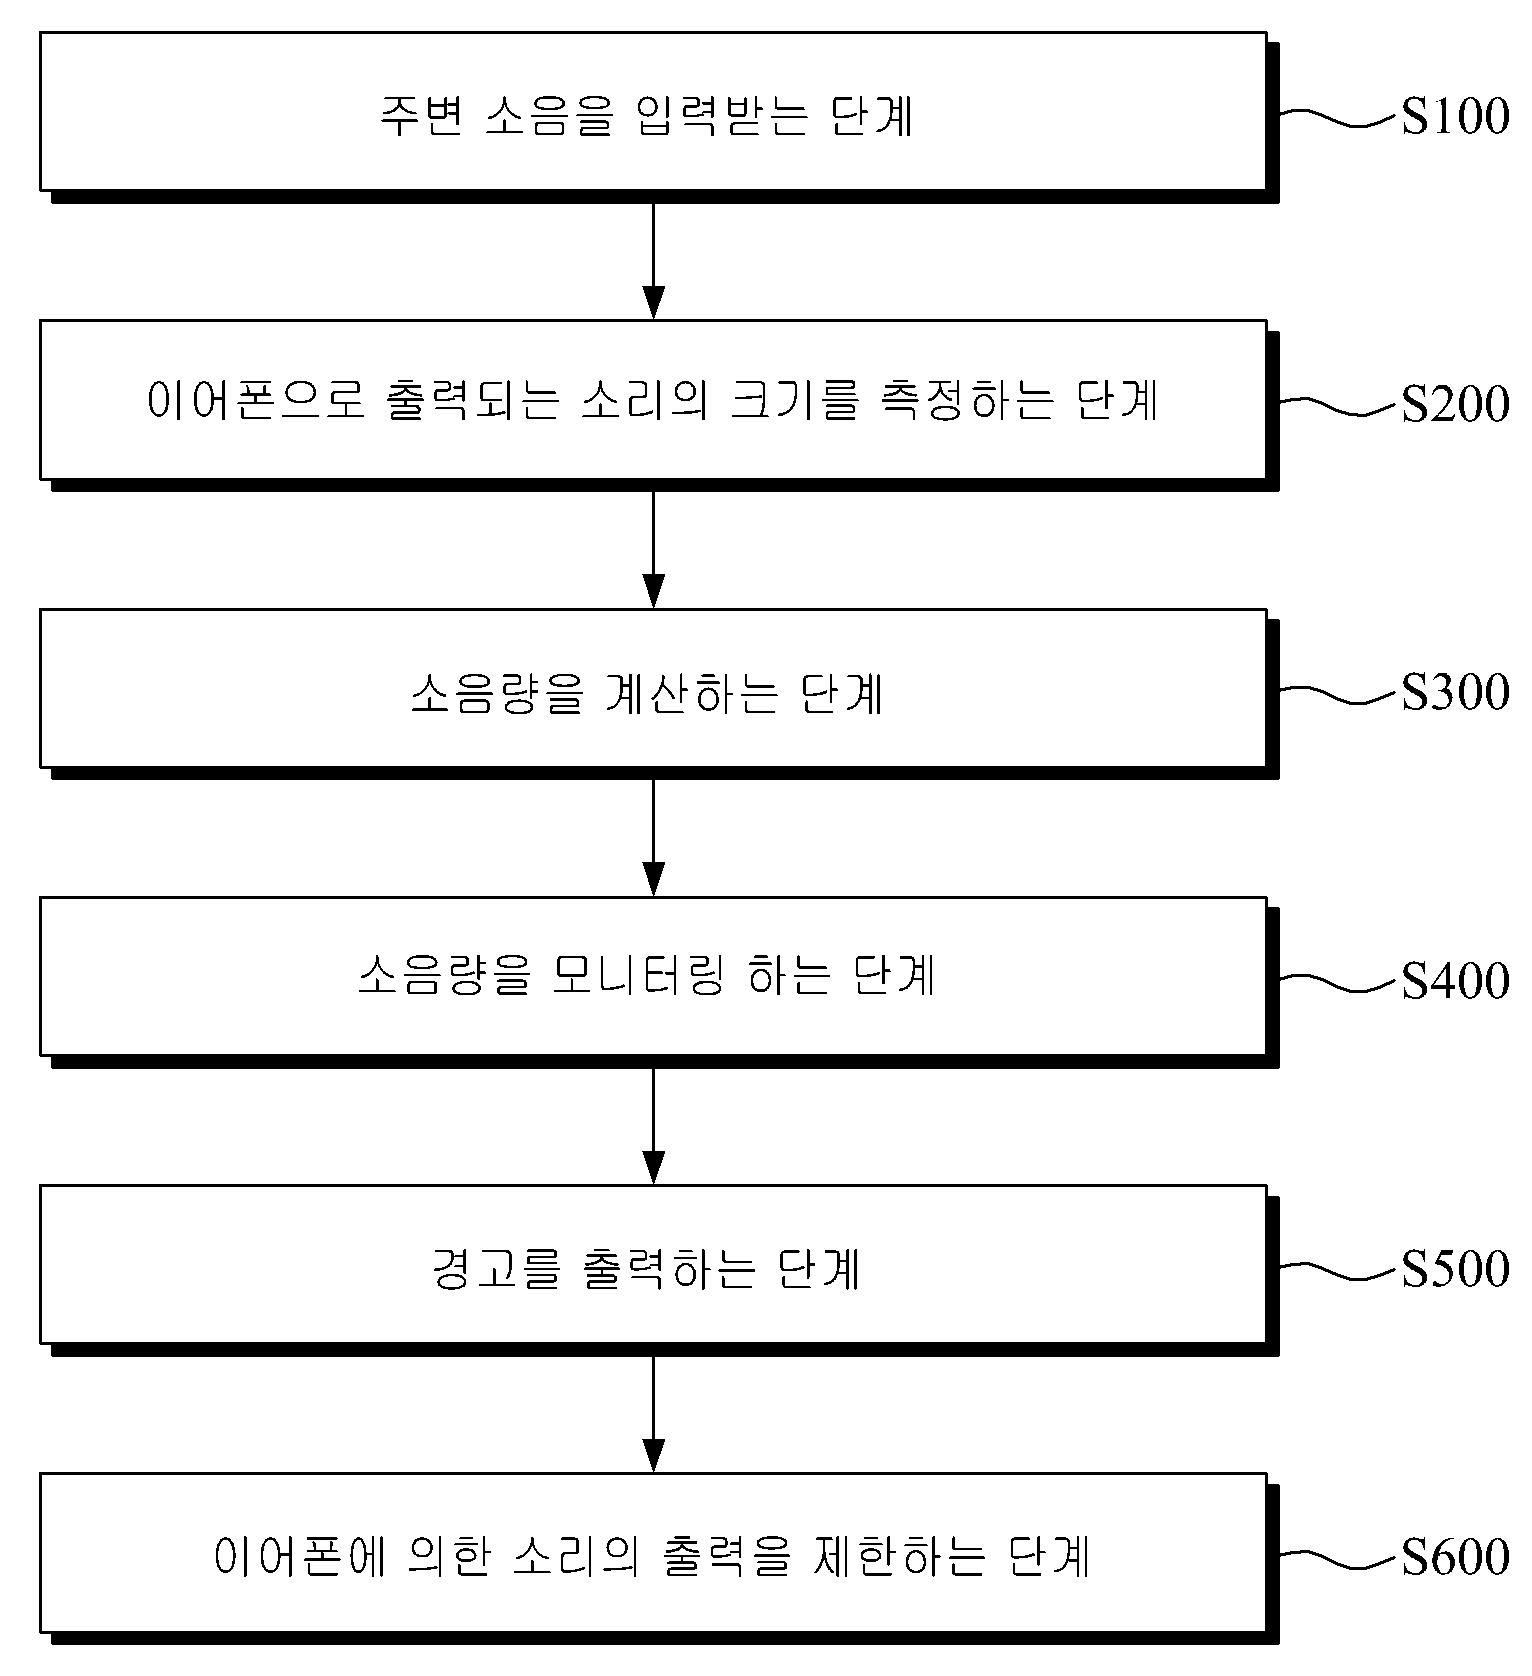 주변 소음을 입력받는 단계
S100
이어폰으로 출력되는 소리의 크기를 측정하는 단계
S200
소음량을 계산하는 단계
S300
소음량을 모니터링 하는 단계
S400
경고를 출력하는 단계
S500
이어폰에 의한 소리의 출력을 제한하는 단계
S600